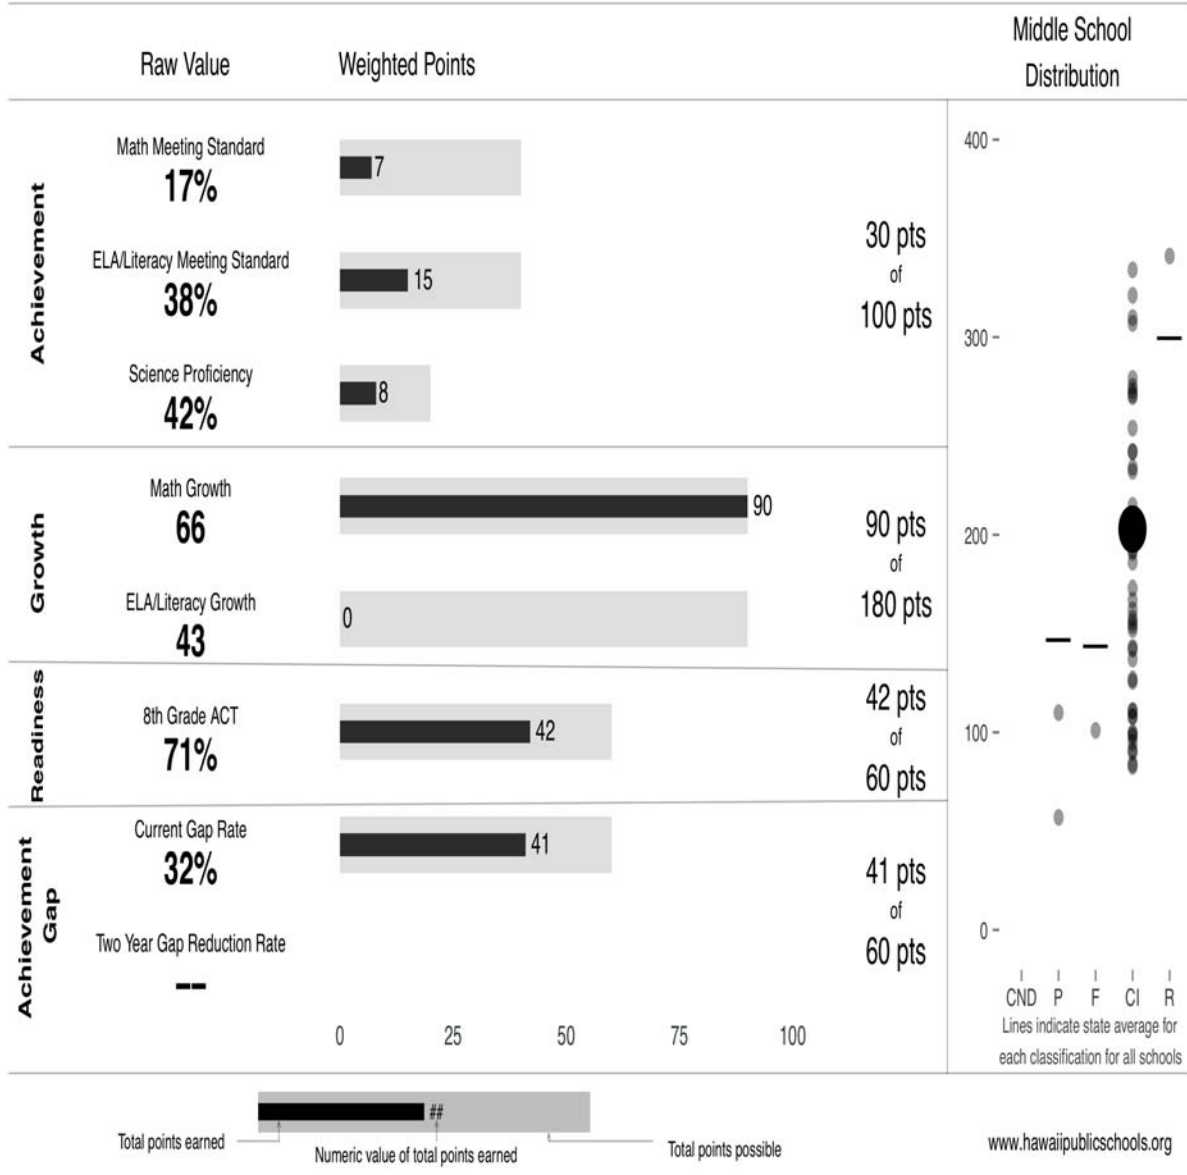 Raw Value
Weighted Points
Middle School
Distribution
Achievement
Math Meeting Standard
17%
7
ELA/Literacy Meeting Standard
38%
15
Science Proficiency
42%
8
30 pts
of
100 pts
Growth
Math Growth
66
90
ELA/Literacy Growth
43
0
90 pts
of
180 pts
Readiness
8th Grade ACT
71%
42
42 pts
of
60 pts
Achievement
Gap
Current Gap Rate
32%
41
Two Year Gap Reduction Rate
--
41 pts
of
60 pts
0 25 50 75 100
400
300
200
100
0
CND P F CI R
Lines indicate state average for
each classification for all schools
##
Total points earned
Numeric value of total points earned
Total points possible
www.hawaiipublicschools.org